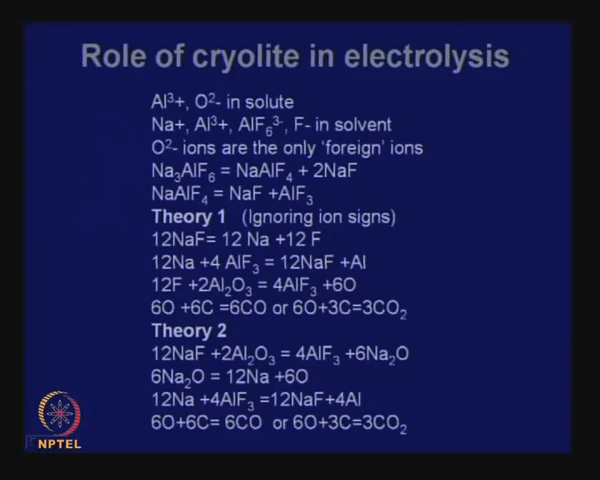 Role of cryolite in electrolysis
Al³+, O²- in solute
Na+, Al³+, AlF₆³⁻, F- in solvent
O²- ions are the only 'foreign' ions
Na₃AlF₆ = NaAlF₄ + 2NaF
NaAlF₄ = NaF +AlF₃
Theory 1 (Ignoring ion signs)
12NaF= 12 Na +12 F
12Na +4 AlF₃ = 12NaF +Al
12F +2Al₂O₃ = 4AlF₃ +6O
6O +6C =6CO or 6O+3C=3CO₂
Theory 2
12NaF +2Al₂O₃ = 4AlF₃ +6Na₂O
6Na₂O = 12Na +6O
12Na +4AlF₃ =12NaF+4Al
6O+6C= 6CO or 6O+3C=3CO₂
NPTEL